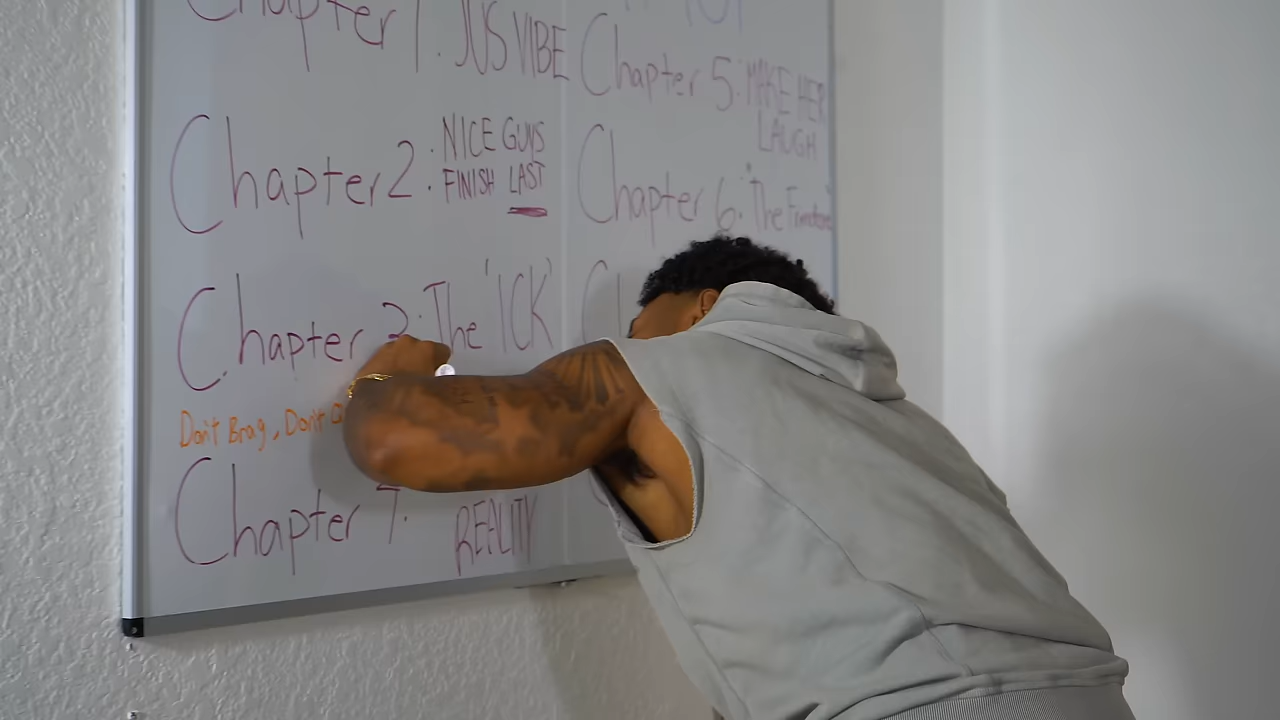 Chapter 1. JUS VIBE
Chapter 2: NICE GUYS
FINISH LAST
Chapter 3: The 'ICK'
Don't Brag, Don't
Chapter 7.
REALITY
Chapter 5: MAKE HER
LAUGH
Chapter 6: "The